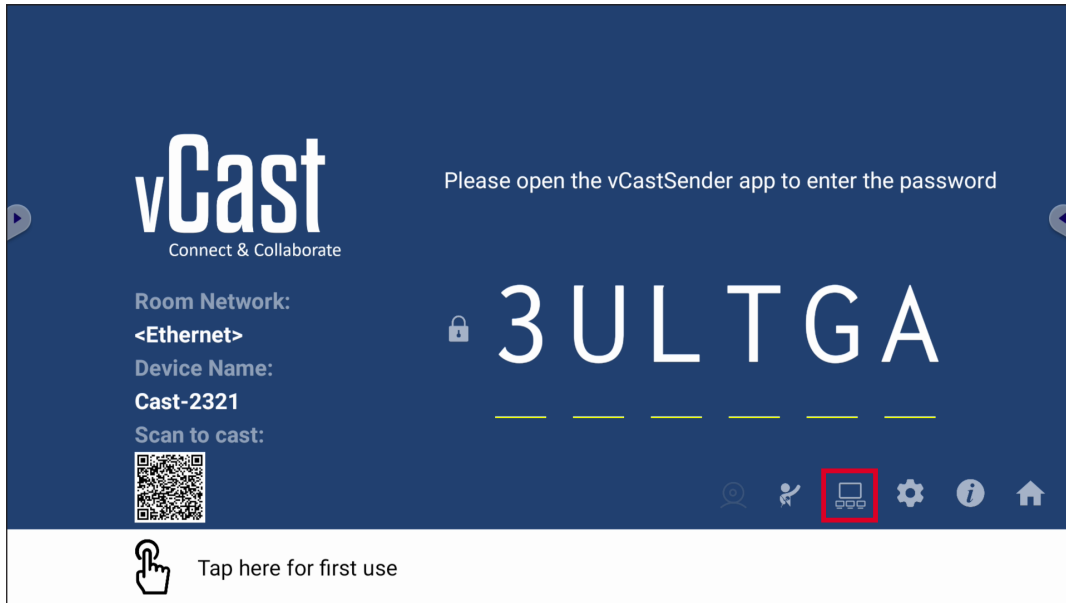 vCast
Connect & Collaborate
Please open the vCastSender app to enter the password
Room Network:
<Ethernet>
3ULTGA
Device Name:
Cast-2321
Scan to cast:
Tap here for first use